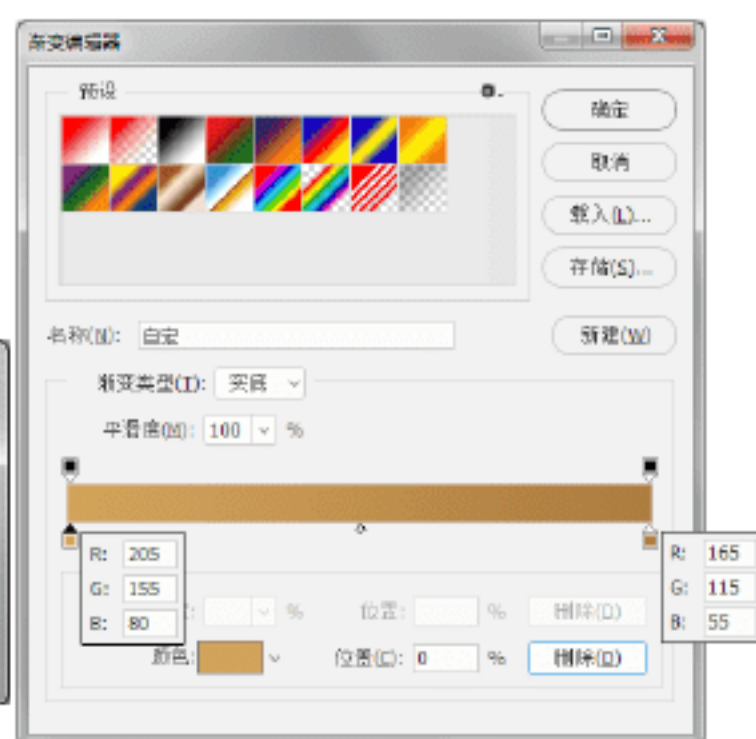 渐变编辑器
预设
确定
取消
载入(L)...
存储(S)...
名称(N): 自定
新建(W)
渐变类型(T): 实底
平滑度(M): 100 %
R: 205
G: 155
B: 80
R: 165
G: 115
B: 55
% 位置: % 删除(D)
颜色: 位置(C): 0 % 删除(D)